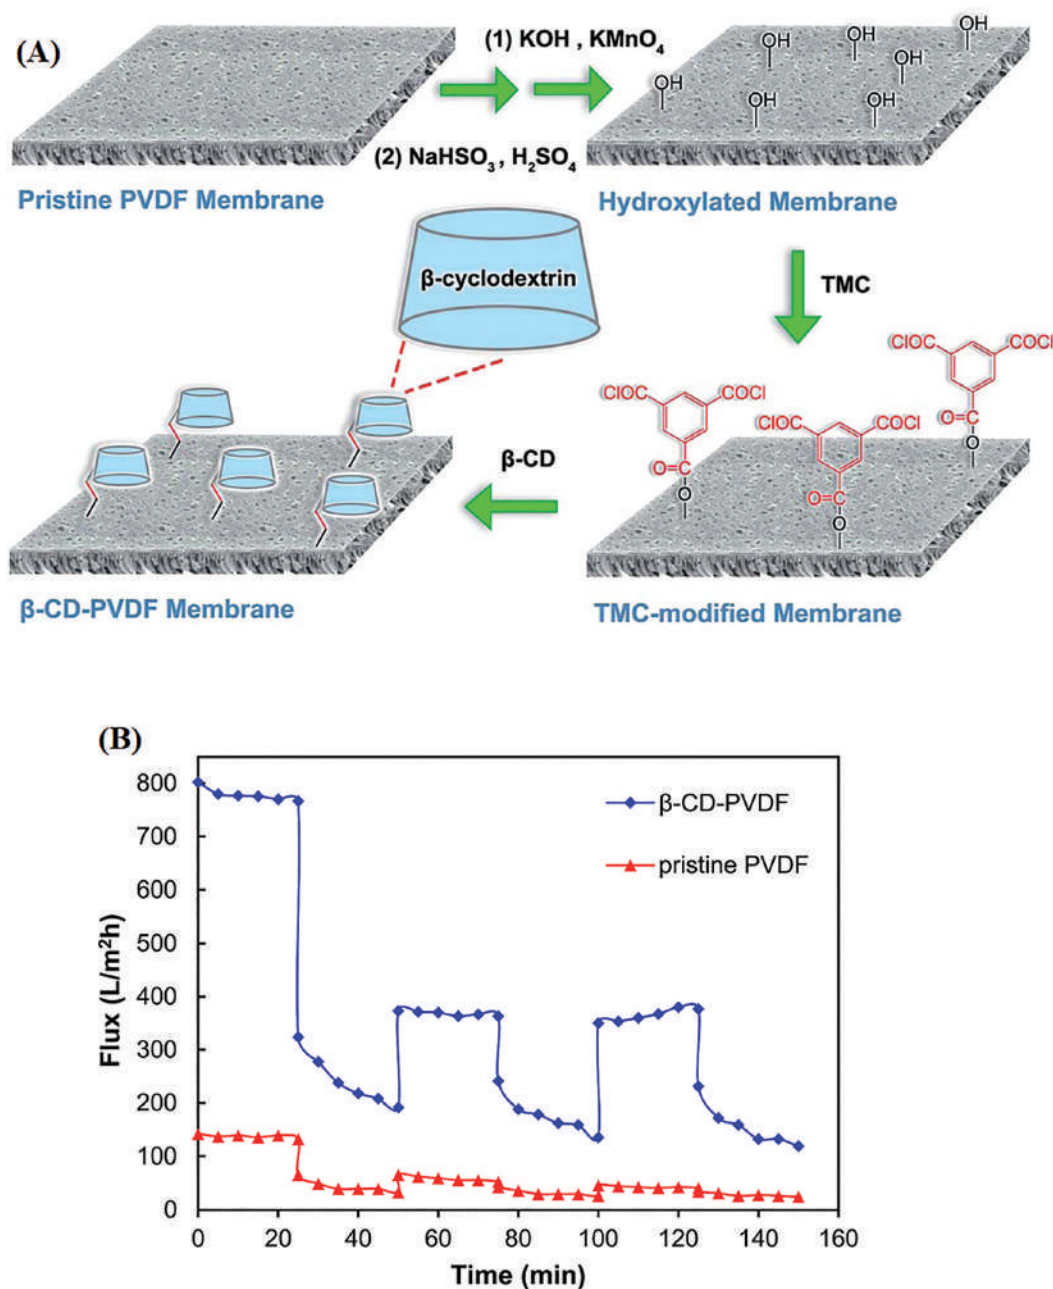 (A)
(1) KOH , KMnO₄
(2) NaHSO₃ , H₂SO₄
OH OH OH OH OH OH OH
Pristine PVDF Membrane
Hydroxylated Membrane
β-cyclodextrin
TMC
ClOC COCl
O=C
O
ClOC COCl
O=C
O
ClOC COCl
O=C
O
β-CD
β-CD-PVDF Membrane
TMC-modified Membrane
(B)
800
700
600
500
400
300
200
100
0
Flux (L/m²h)
β-CD-PVDF
pristine PVDF
0 20 40 60 80 100 120 140 160
Time (min)